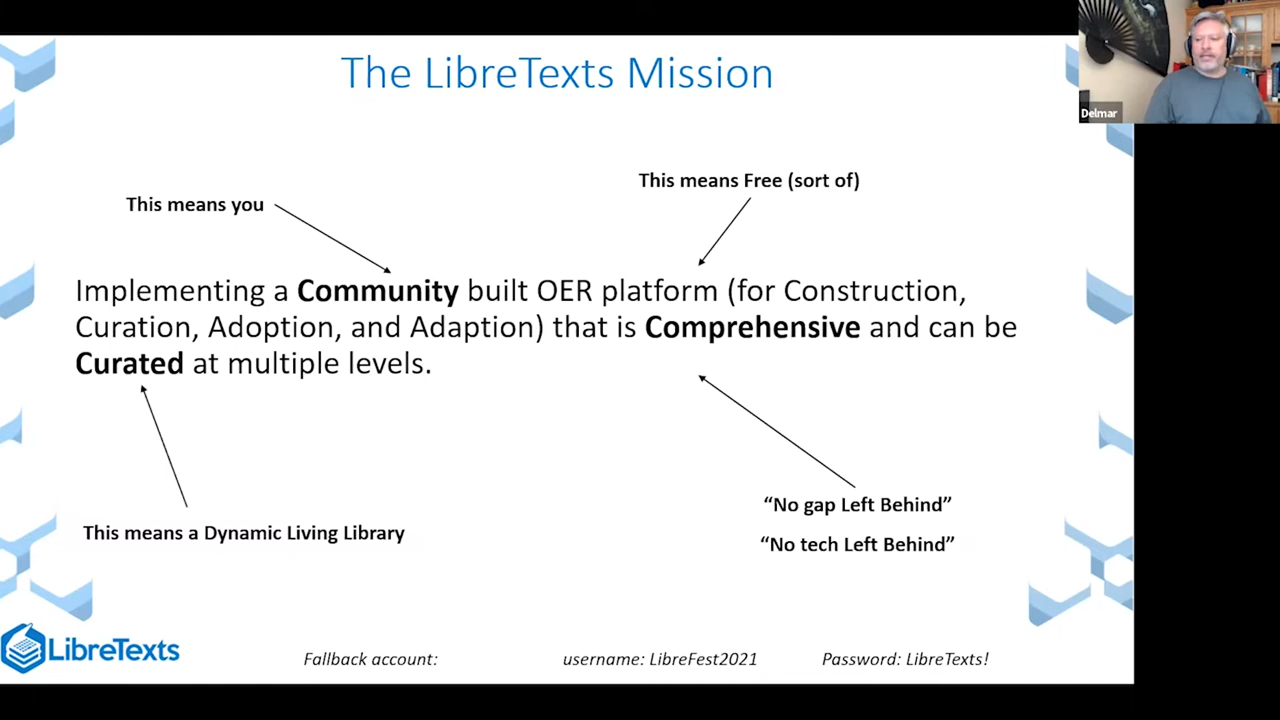 The LibreTexts Mission
Delmar
This means Free (sort of)
This means you
Implementing a Community built OER platform (for Construction,
Curation, Adoption, and Adaption) that is Comprehensive and can be
Curated at multiple levels.
“No gap Left Behind”
This means a Dynamic Living Library
“No tech Left Behind”
LibreTexts
Fallback account: username: LibreFest2021 Password: LibreTexts!